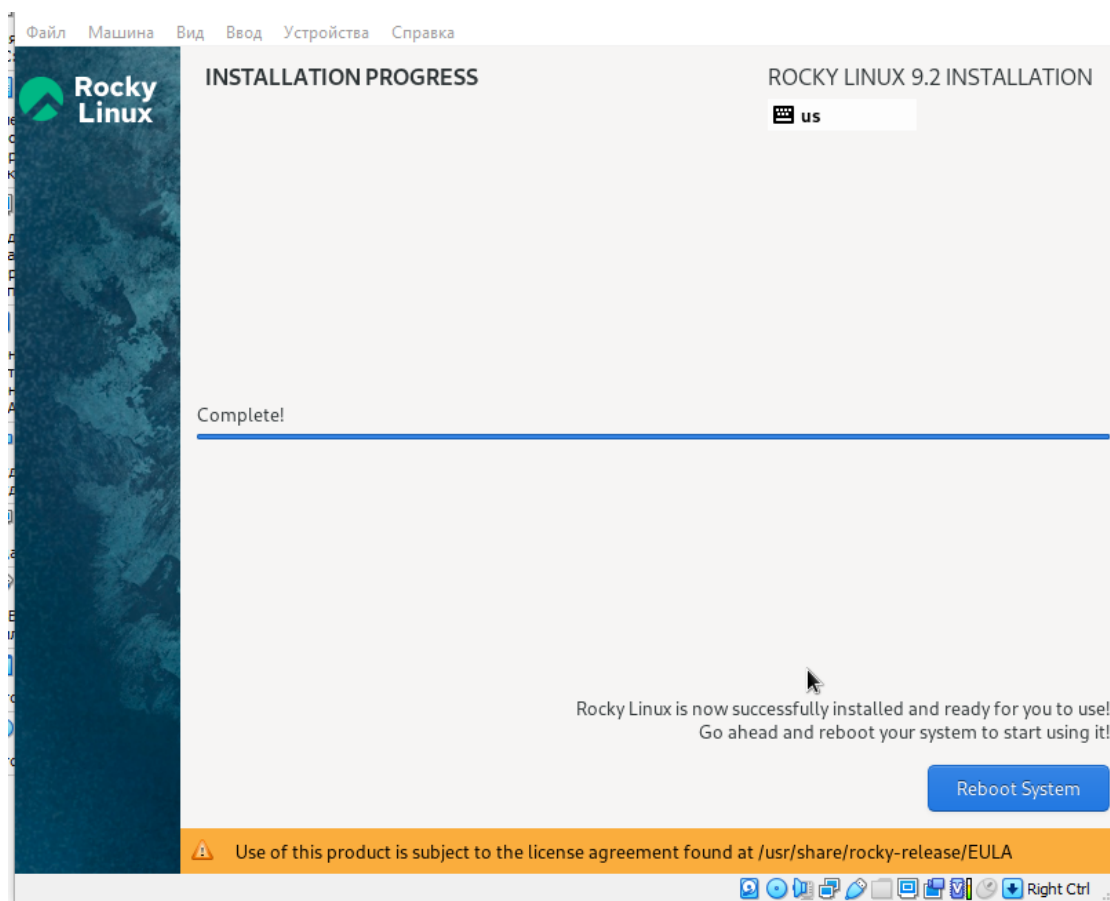 Файл Машина Вид Ввод Устройства Справка
Rocky
Linux
INSTALLATION PROGRESS
ROCKY LINUX 9.2 INSTALLATION
us
Complete!
Rocky Linux is now successfully installed and ready for you to use!
Go ahead and reboot your system to start using it!
Reboot System
Use of this product is subject to the license agreement found at /usr/share/rocky-release/EULA
Right Ctrl